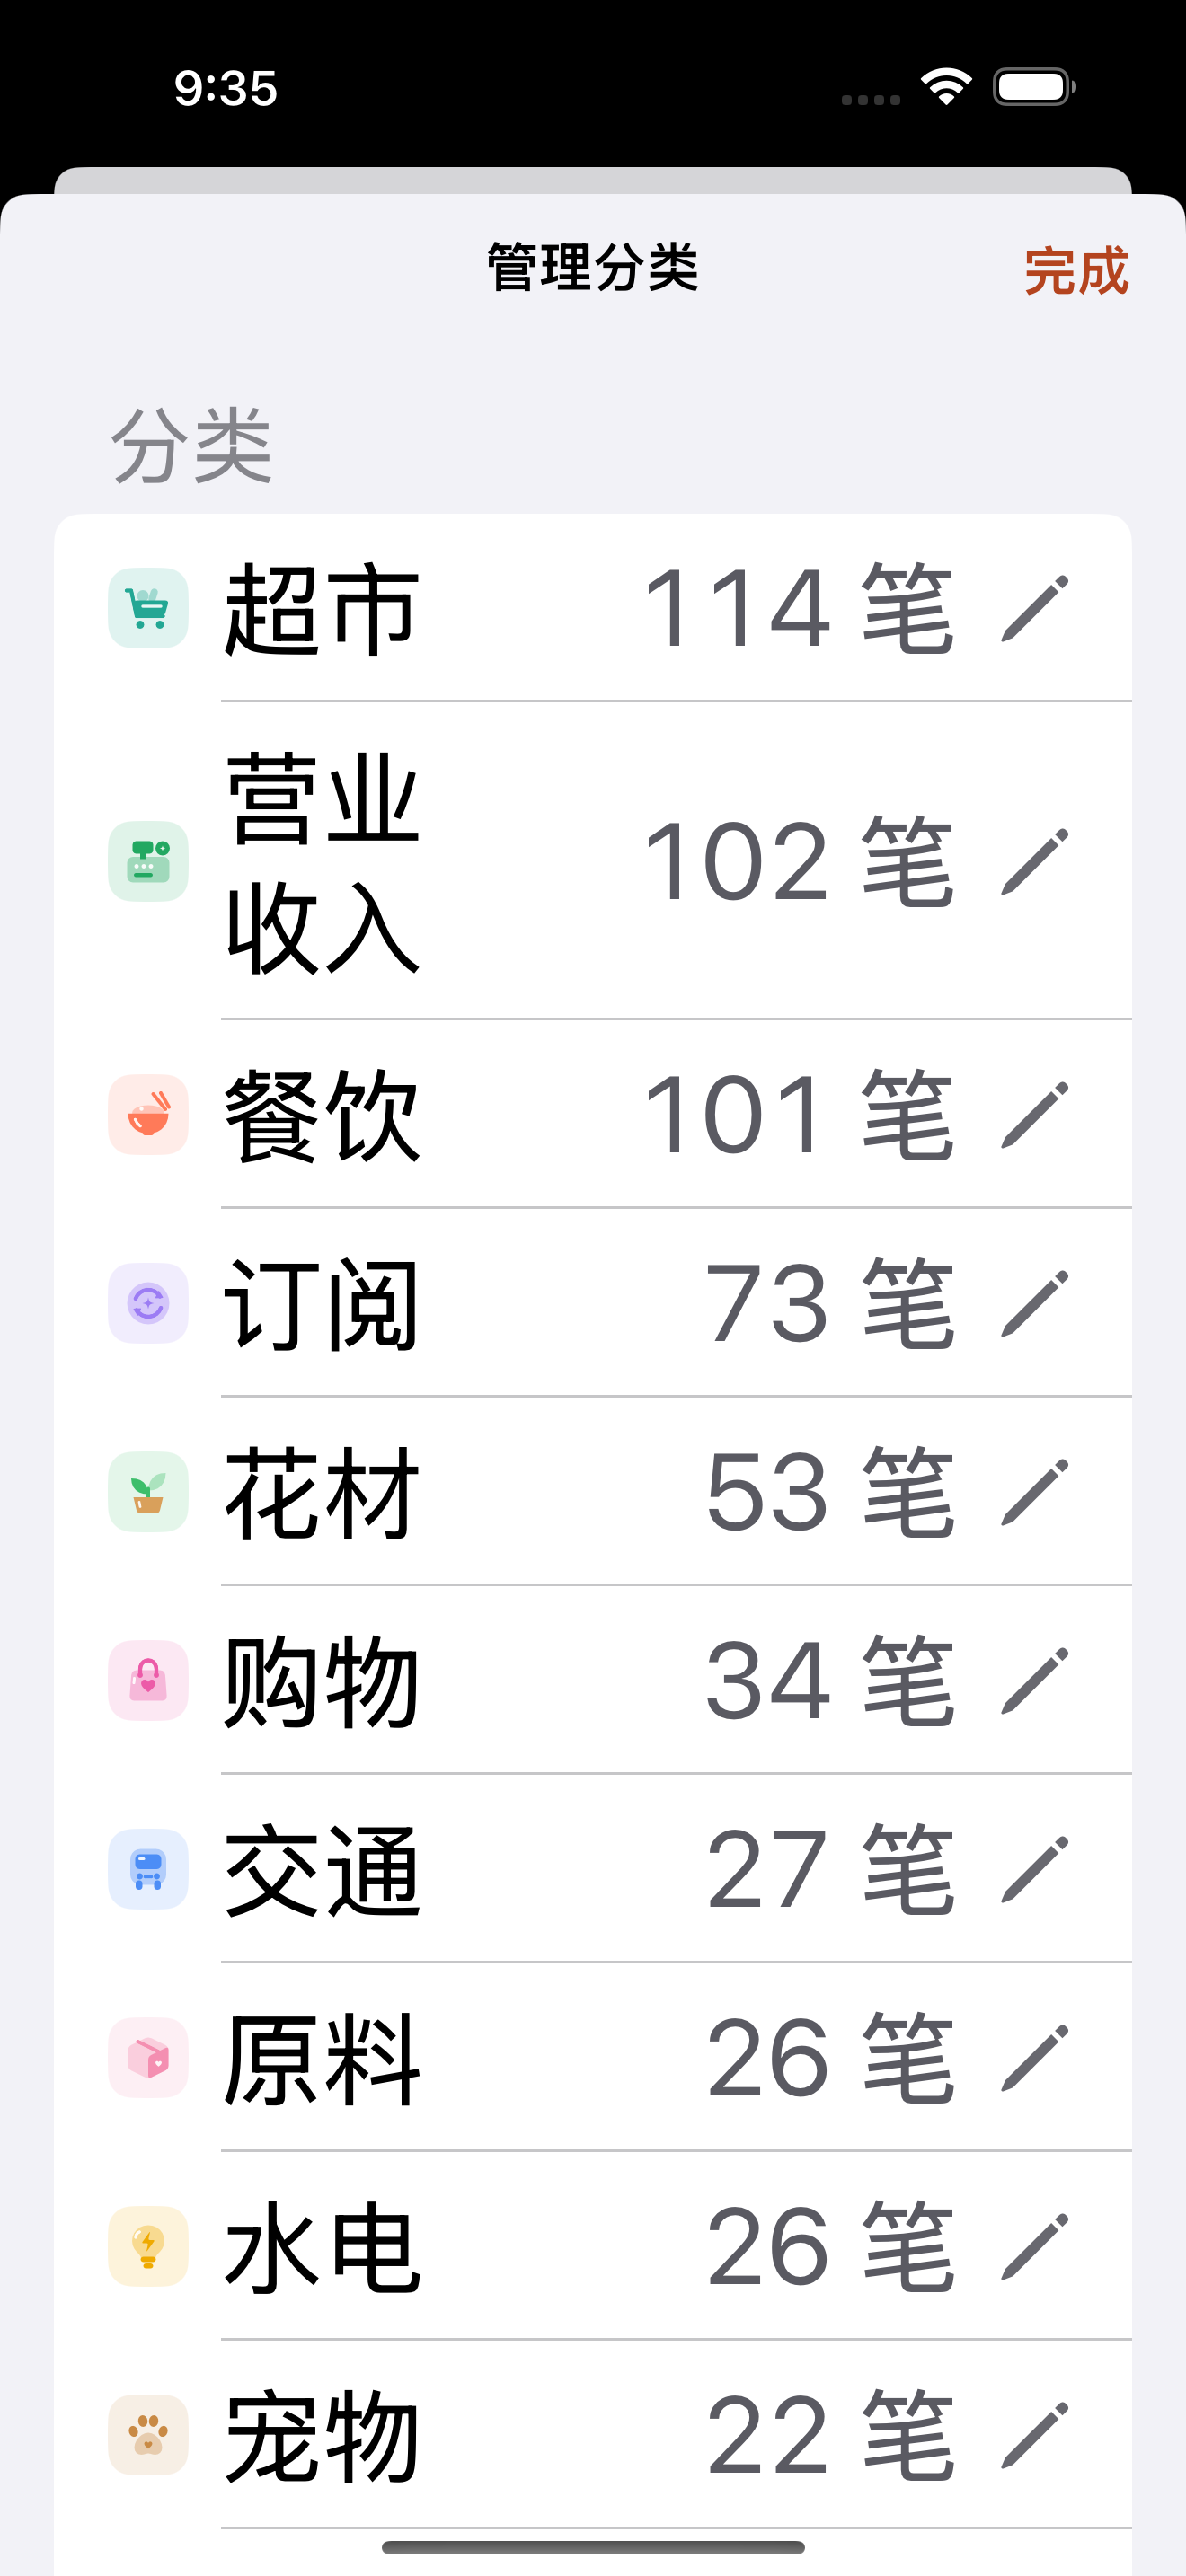 9:35
管理分类
完成
分类
超市 114 笔
营业
收入
102 笔
餐饮 101 笔
订阅 73 笔
花材 53 笔
购物 34 笔
交通 27 笔
原料 26 笔
水电 26 笔
宠物 22 笔